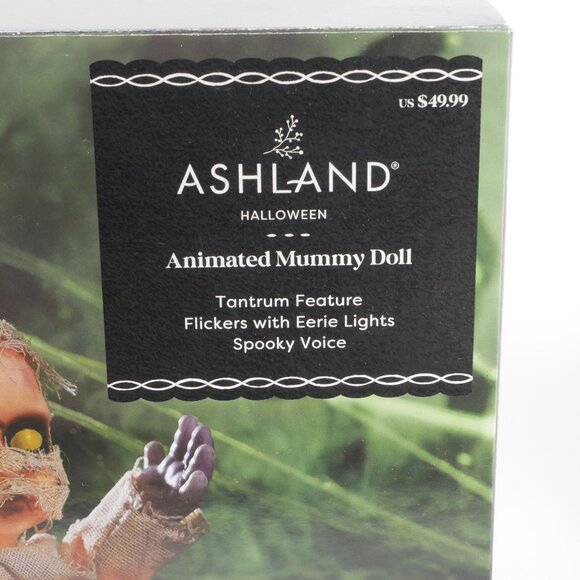 US $49.99
ASHLAND®
HALLOWEEN
Animated Mummy Doll
Tantrum Feature
Flickers with Eerie Lights
Spooky Voice